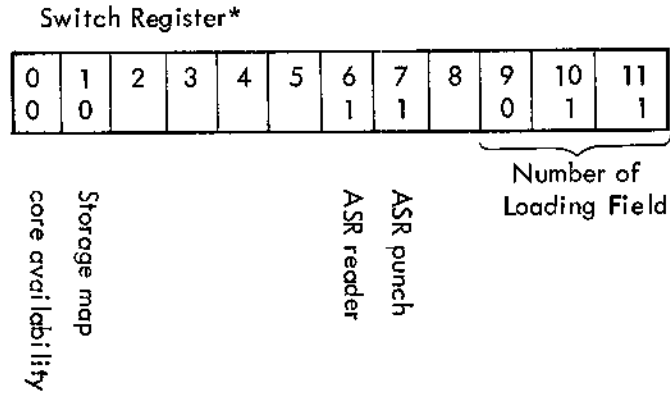 Switch Register*
0 1 2 3 4 5 6 7 8 9 10 11
0 0 1 1 0 1 1
Number of
Loading Field
core availability
Storage map
ASR reader
ASR punch